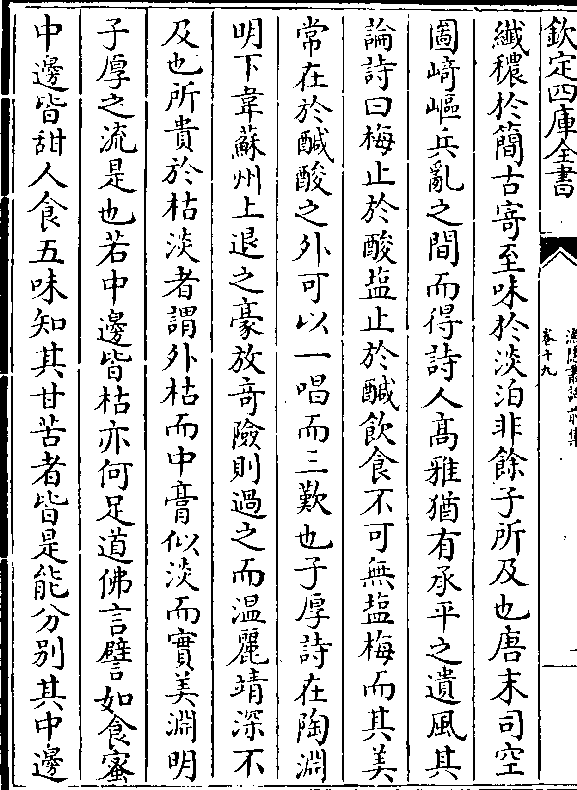 欽定四庫全書
漁隱叢話前集
卷十九
纖穠於簡古寄至味於淡泊非餘子所及也唐末司空
圖﨑嶇兵亂之間而得詩人髙雅猶有承平之遺風其
論詩曰梅止於酸塩止於醎飲食不可無塩梅而其美
常在於醎酸之外可以一唱而三歎也子厚詩在陶淵
明下韋蘇州上退之豪放竒險則過之而温麗靖深不
及也所貴於枯淡者謂外枯而中膏似淡而實美淵明
子厚之流是也若中邊皆枯亦何足道佛言譬如食蜜
中邊皆甜人食五味知其甘苦者皆是能分别其中邊